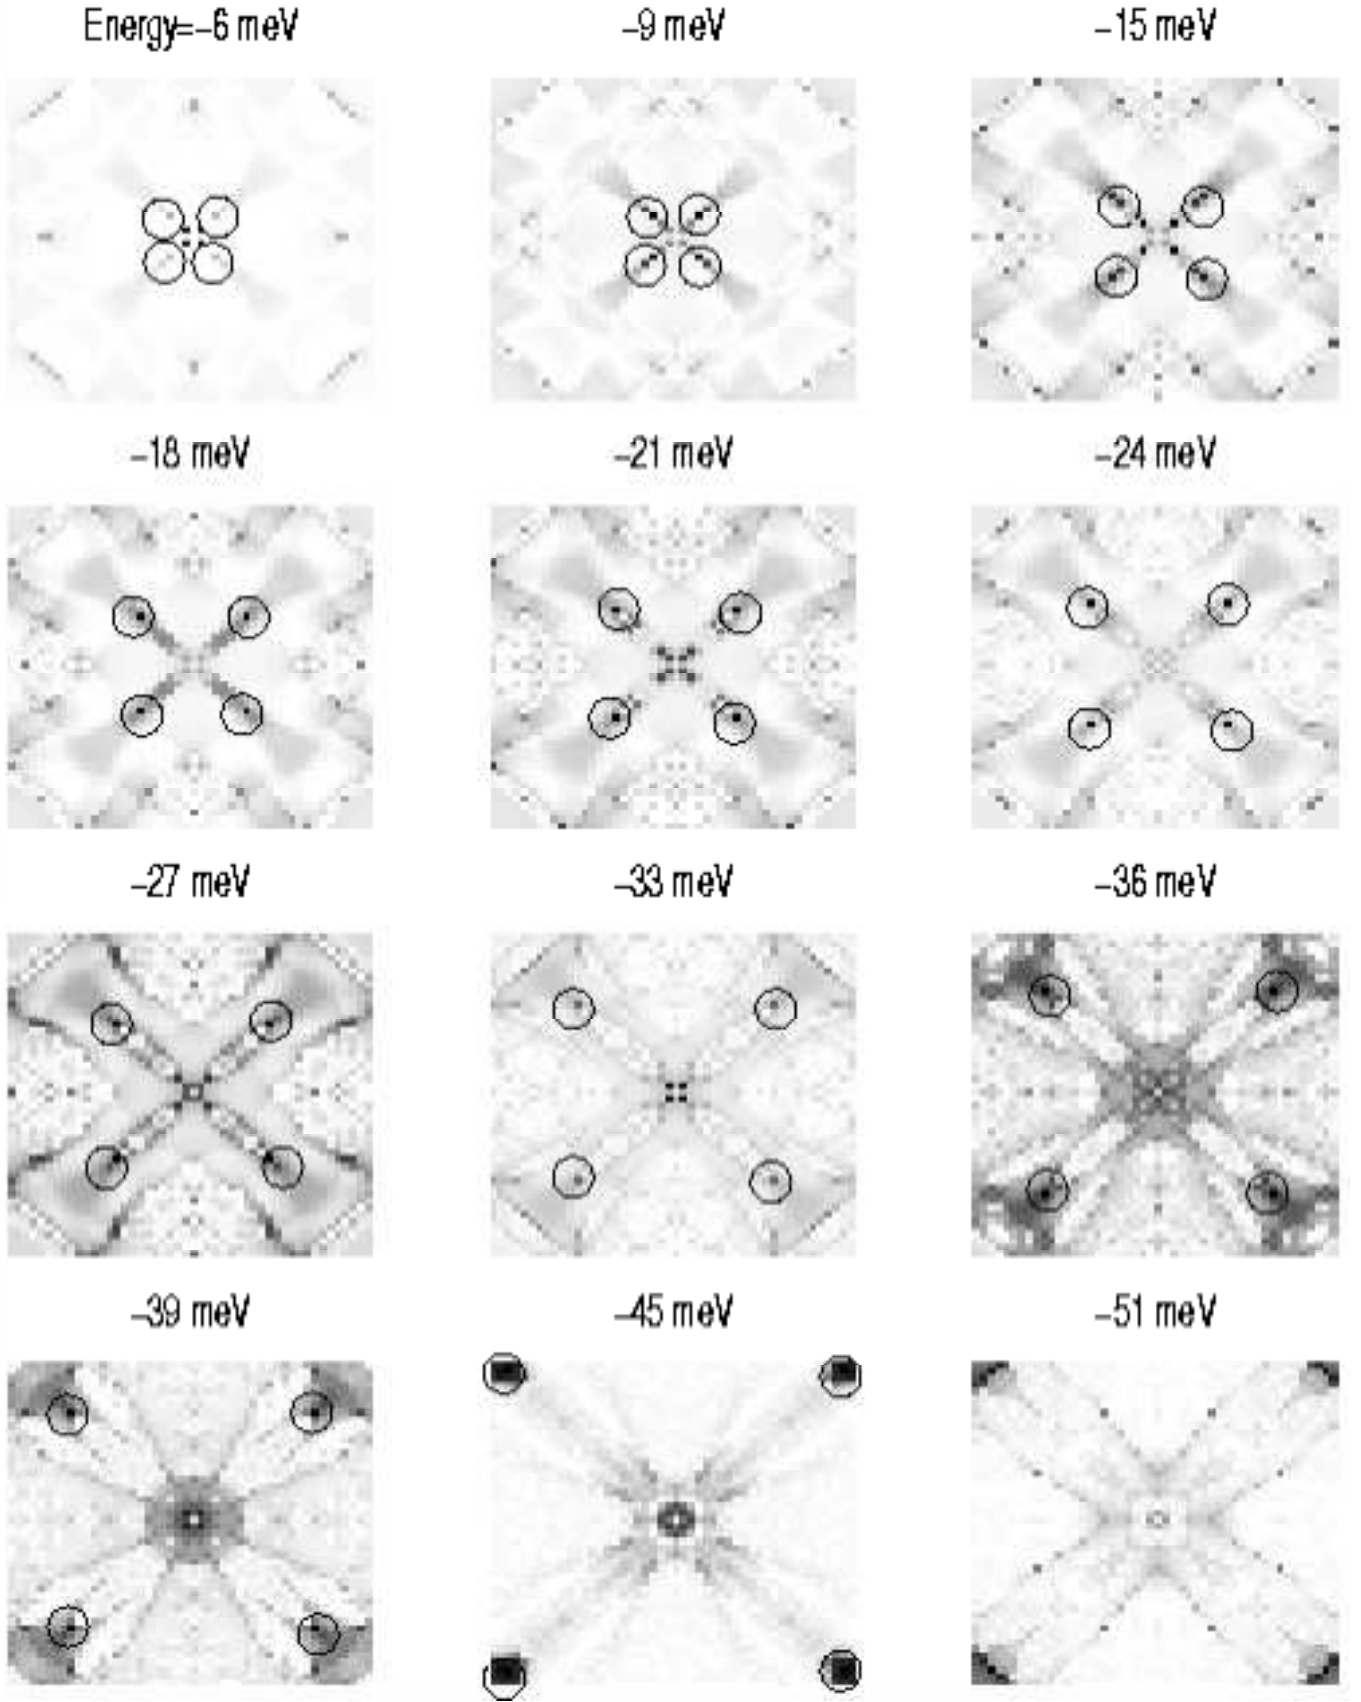 Energy=−6 meV −9 meV −15 meV
−18 meV −21 meV −24 meV
−27 meV −33 meV −36 meV
−39 meV −45 meV −51 meV